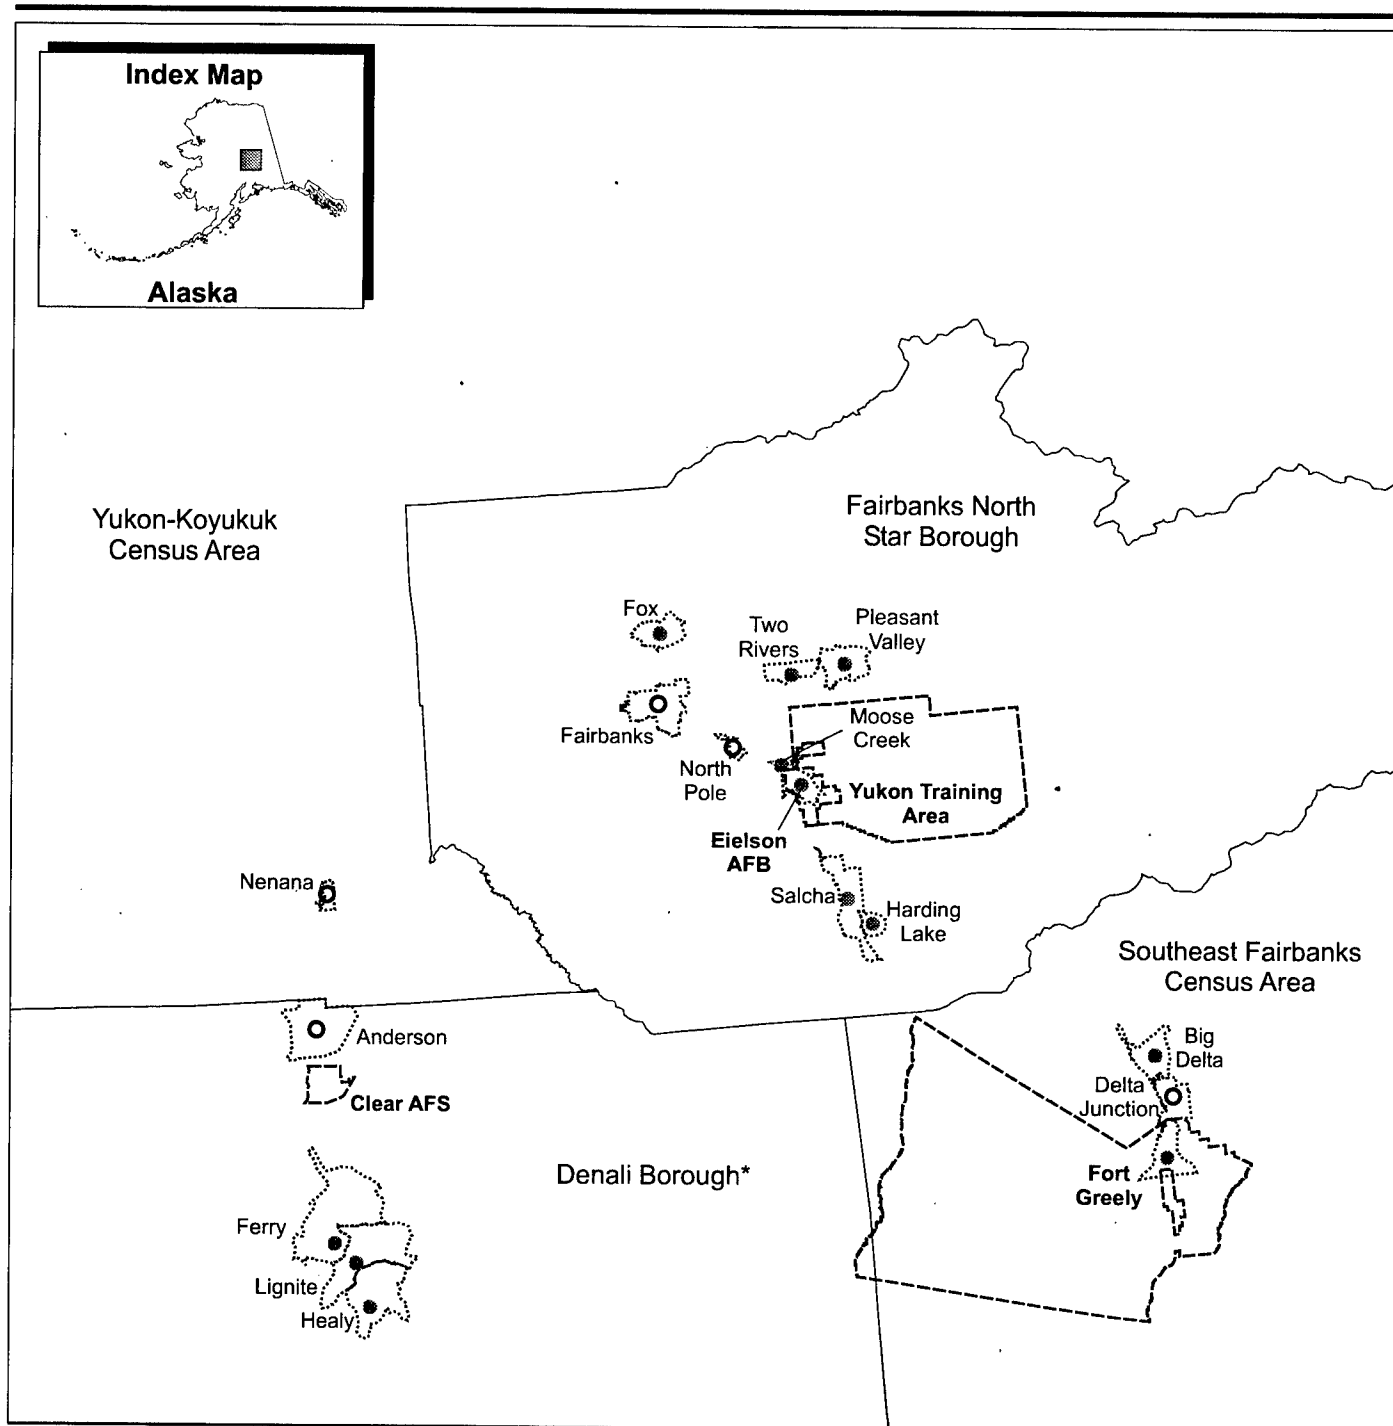 Index Map
Alaska
Yukon-Koyukuk
Census Area
Fairbanks North
Star Borough
Fox
Two
Rivers
Pleasant
Valley
Fairbanks
North
Pole
Moose
Creek
Yukon Training
Area
Eielson
AFB
Nenana
Salcha
Harding
Lake
Southeast Fairbanks
Census Area
Anderson
Clear AFS
Big
Delta
Delta
Junction
Denali Borough*
Fort
Greely
Ferry
Lignite
Healy